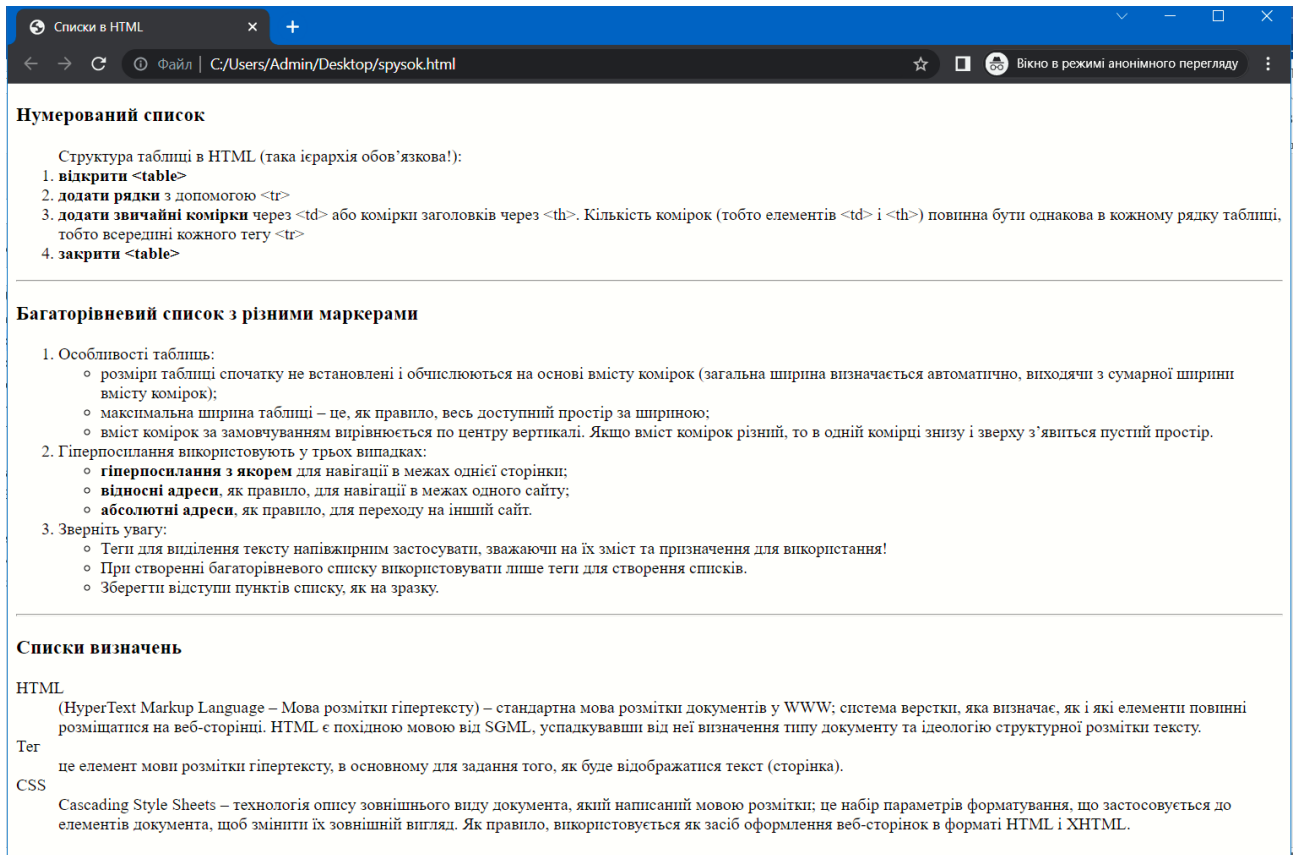 Списки в HTML
Файл | C:/Users/Admin/Desktop/spysok.html
Вікно в режимі анонімного перегляду
Нумерований список
Структура таблиці в HTML (така ієрархія обов’язкова!):
1. відкрити <table>
2. додати рядки з допомогою <tr>
3. додати звичайні комірки через <td> або комірки заголовків через <th>. Кількість комірок (тобто елементів <td> і <th>) повинна бути однакова в кожному рядку таблиці,
тобто всередині кожного тегу <tr>
4. закрити <table>
Багаторівневий список з різними маркерами
1. Особливості таблиць:
розміри таблиці спочатку не встановлені і обчислюються на основі вмісту комірок (загальна ширина визначається автоматично, виходячи з сумарної ширини
вмісту комірок);
максимальна ширина таблиці – це, як правило, весь доступний простір за шириною;
вміст комірок за замовчуванням вирівнюється по центру вертикалі. Якщо вміст комірок різний, то в одній комірці знизу і зверху з’явиться пустий простір.
2. Гіперпосилання використовують у трьох випадках:
гіперпосилання з якорем для навігації в межах однієї сторінки;
відносні адреси, як правило, для навігації в межах одного сайту;
абсолютні адреси, як правило, для переходу на інший сайт.
3. Зверніть увагу:
Теги для виділення тексту напівжирним застосувати, зважаючи на їх зміст та призначення для використання!
При створенні багаторівневого списку використовувати лише теги для створення списків.
Зберегти відступи пунктів списку, як на зразку.
Списки визначень
HTML
(HyperText Markup Language – Мова розмітки гіпертексту) – стандартна мова розмітки документів у WWW; система верстки, яка визначає, як і які елементи повинні
розміщатися на веб-сторінці. HTML є похідною мовою від SGML, успадкувавши від неї визначення типу документу та ідеологію структурної розмітки тексту.
Тег
це елемент мови розмітки гіпертексту, в основному для задання того, як буде відображатися текст (сторінка).
CSS
Cascading Style Sheets – технологія опису зовнішнього виду документа, який написаний мовою розмітки; це набір параметрів форматування, що застосовується до
елементів документа, щоб змінити їх зовнішній вигляд. Як правило, використовується як засіб оформлення веб-сторінок в форматі HTML і XHTML.